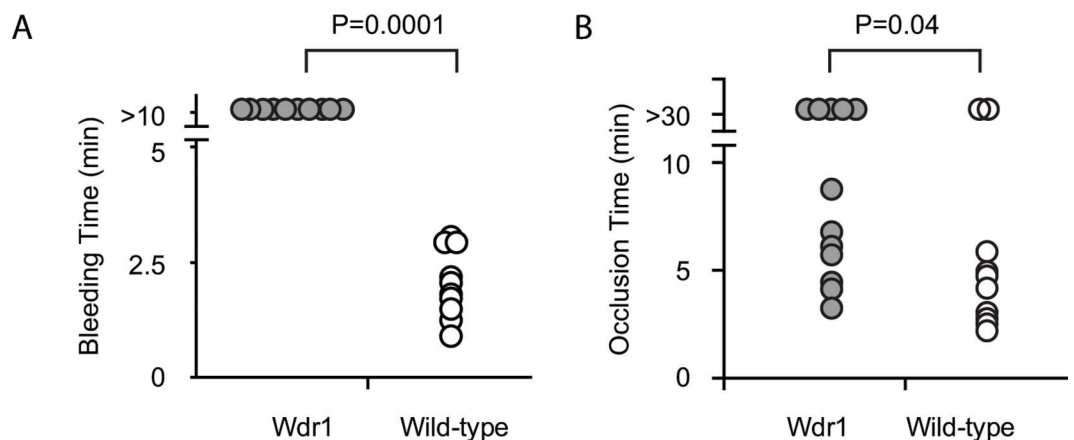 A
P=0.0001
Bleeding Time (min)
>10
5
2.5
0
Wdr1
Wild-type
B
P=0.04
Occlusion Time (min)
>30
10
5
0
Wdr1
Wild-type